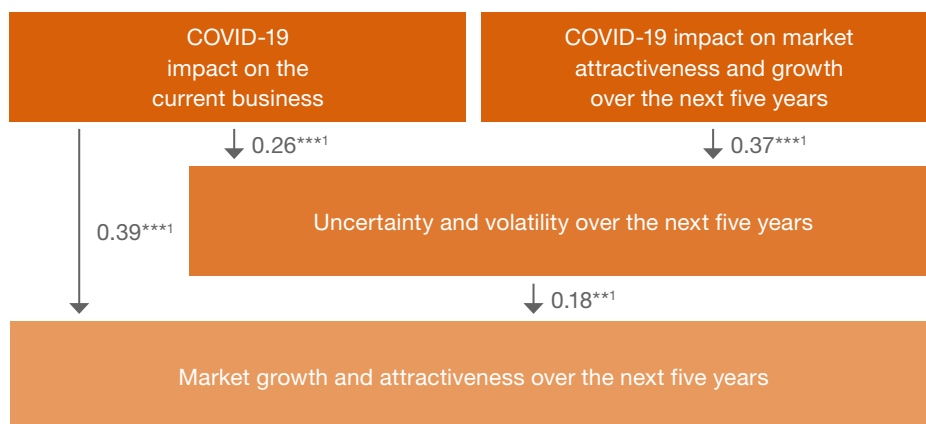 COVID-19
impact on the
current business
COVID-19 impact on market
attractiveness and growth
over the next five years
0.26***¹
0.37***¹
Uncertainty and volatility over the next five years
0.39***¹
0.18**¹
Market growth and attractiveness over the next five years